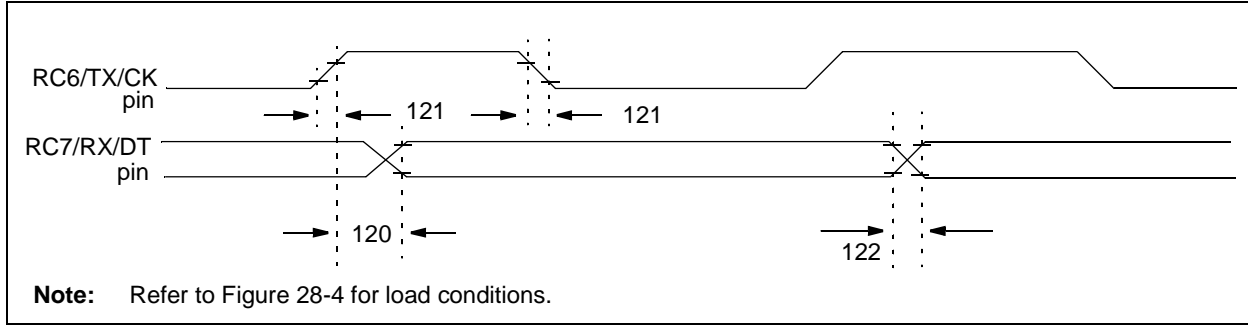 RC6/TX/CK
pin
121
121
RC7/RX/DT
pin
120
122
Note: Refer to Figure 28-4 for load conditions.